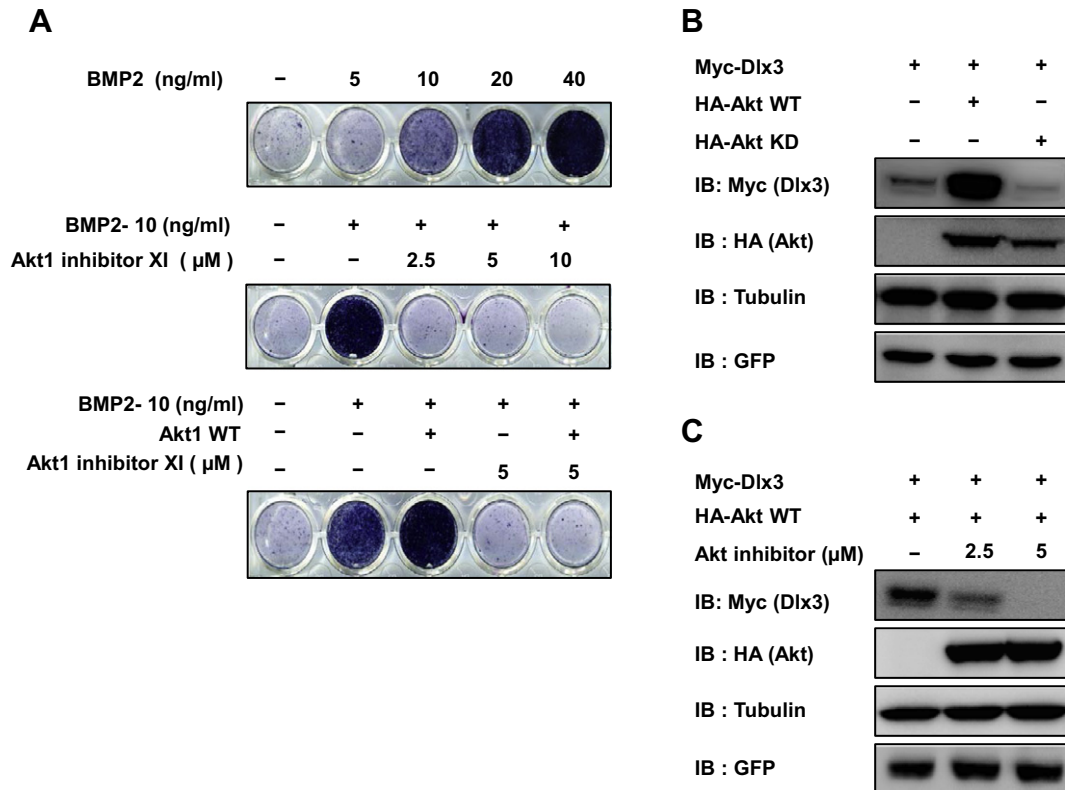 A
BMP2 (ng/ml) − 5 10 20 40
BMP2- 10 (ng/ml) − + + + +
Akt1 inhibitor XI ( µM ) − − 2.5 5 10
BMP2- 10 (ng/ml) − + + + +
Akt1 WT − − + − +
Akt1 inhibitor XI ( µM ) − − − 5 5
B
Myc-Dlx3 + + +
HA-Akt WT − + −
HA-Akt KD − − +
IB: Myc (Dlx3)
IB : HA (Akt)
IB : Tubulin
IB : GFP
C
Myc-Dlx3 + + +
HA-Akt WT + + +
Akt inhibitor (µM) − 2.5 5
IB: Myc (Dlx3)
IB : HA (Akt)
IB : Tubulin
IB : GFP